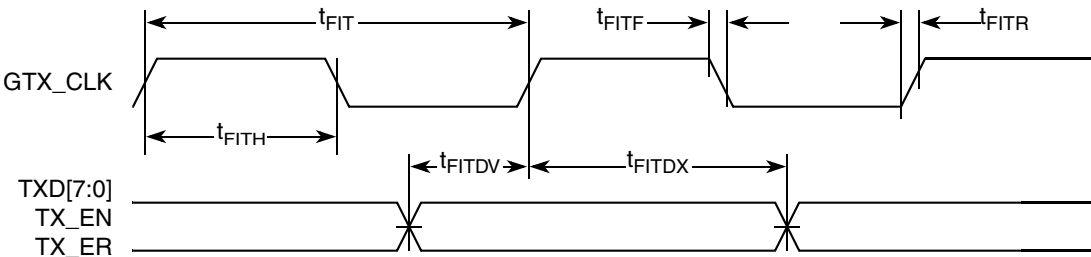 tFIT
tFITF
tFITR
GTX_CLK
tFITH
tFITDV
tFITDX
TXD[7:0]
TX_EN
TX_ER